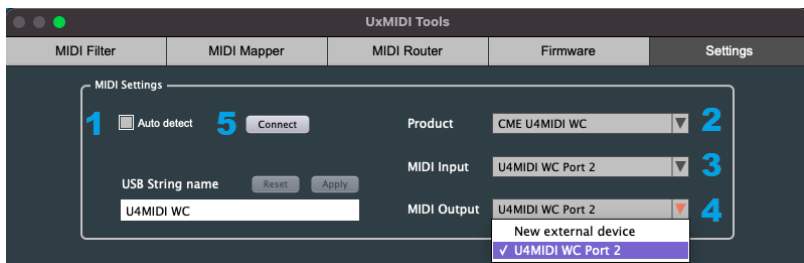 UxMIDI Tools
MIDI Filter MIDI Mapper MIDI Router Firmware Settings
MIDI Settings
1 Auto detect 5 Connect Product CME U4MIDI WC 2
MIDI Input U4MIDI WC Port 2 3
USB String name Reset Apply
U4MIDI WC MIDI Output U4MIDI WC Port 2 4
New external device
✓ U4MIDI WC Port 2